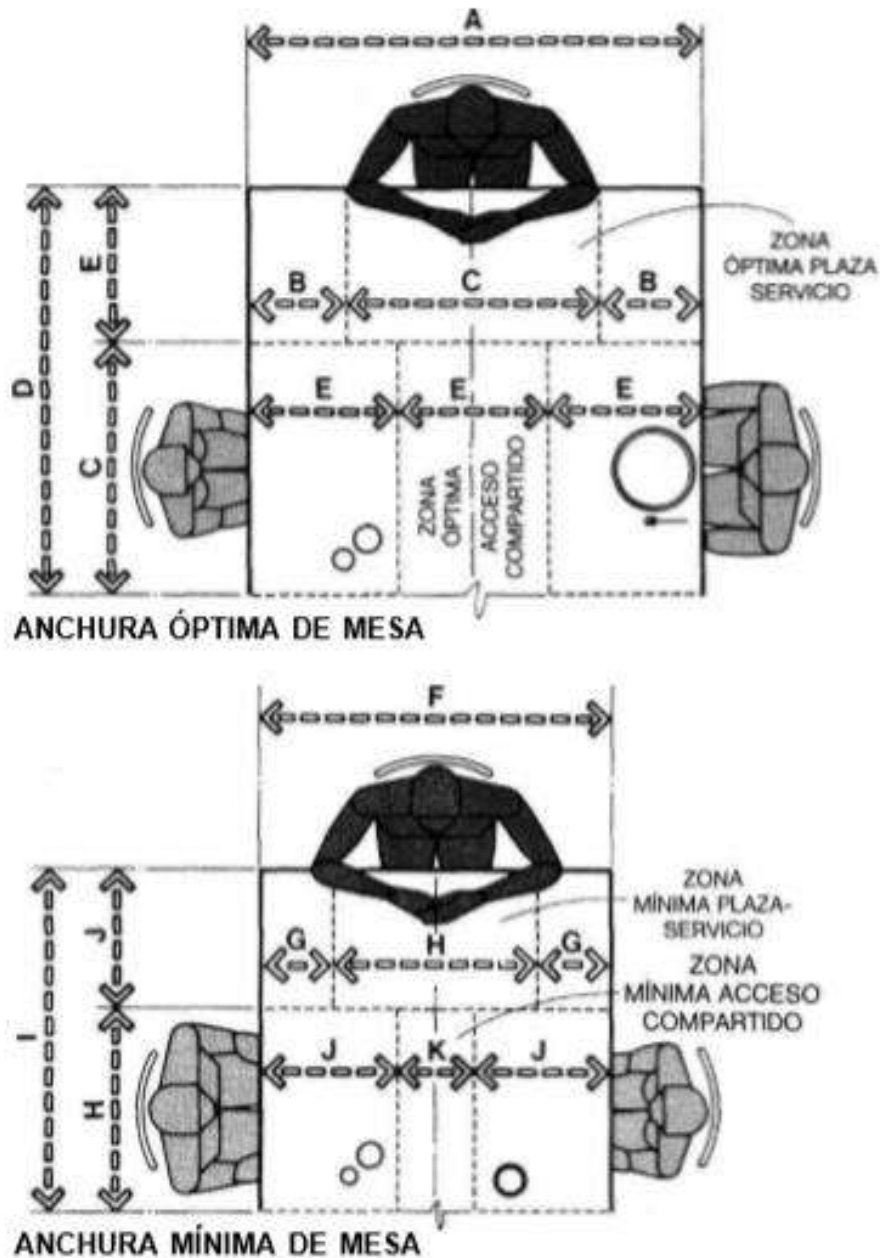 A
ZONA
ÓPTIMA PLAZA
SERVICIO
E
B
C
B
D
E
E
E
C
ZONA
ÓPTIMA
ACCESO
COMPARTIDO
ANCHURA ÓPTIMA DE MESA
F
ZONA
MÍNIMA PLAZA-
SERVICIO
J
G
H
G
ZONA
MÍNIMA ACCESO
COMPARTIDO
I
J
K
J
H
ANCHURA MÍNIMA DE MESA